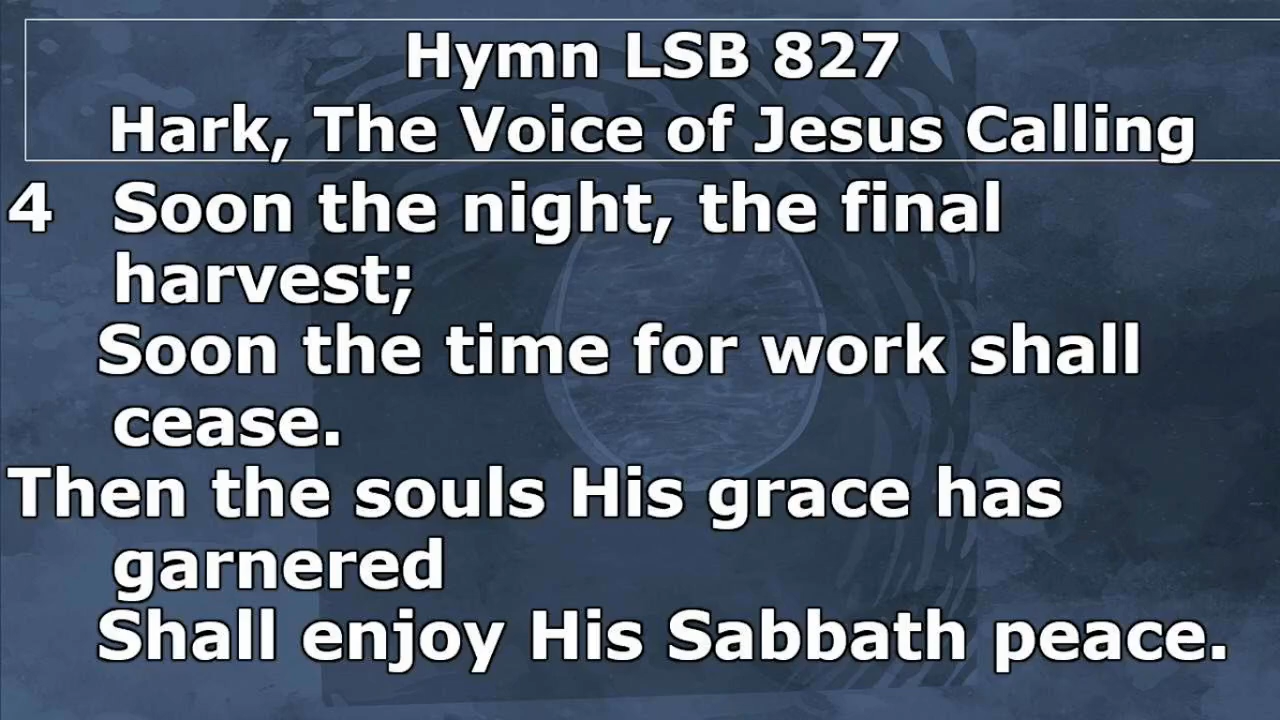 Hymn LSB 827
Hark, The Voice of Jesus Calling
4 Soon the night, the final
harvest;
Soon the time for work shall
cease.
Then the souls His grace has
garnered
Shall enjoy His Sabbath peace.